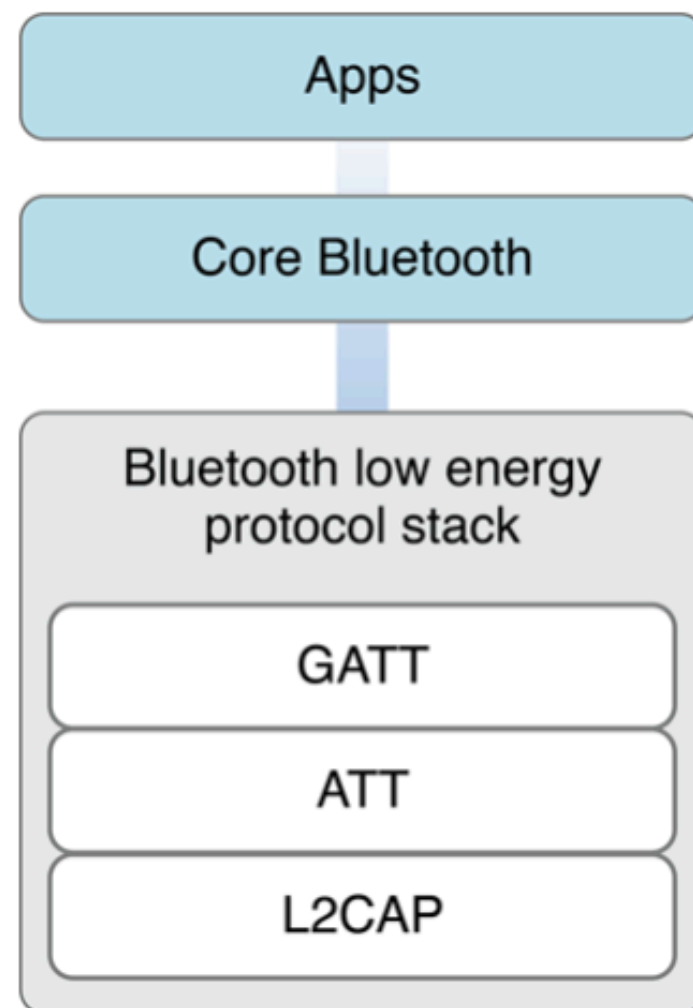 Apps
Core Bluetooth
Bluetooth low energy
protocol stack
GATT
ATT
L2CAP